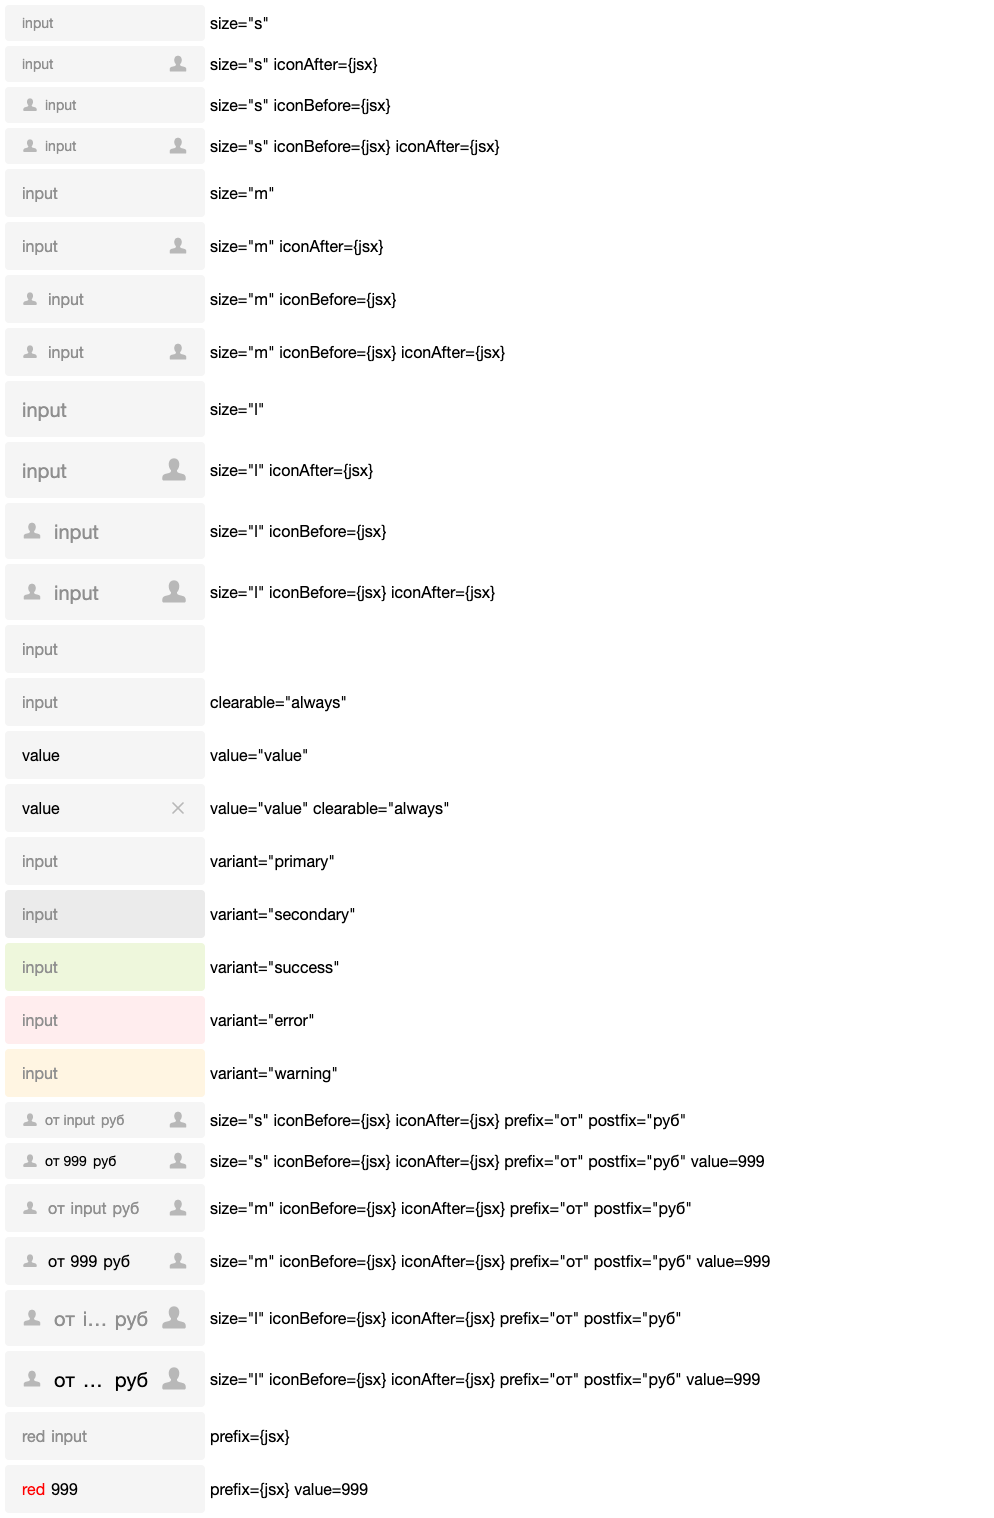 input size="s"
input size="s" iconAfter={jsx}
input size="s" iconBefore={jsx}
input size="s" iconBefore={jsx} iconAfter={jsx}
input size="m"
input size="m" iconAfter={jsx}
input size="m" iconBefore={jsx}
input size="m" iconBefore={jsx} iconAfter={jsx}
input size="l"
input size="l" iconAfter={jsx}
input size="l" iconBefore={jsx}
input size="l" iconBefore={jsx} iconAfter={jsx}
input
input clearable="always"
value value="value"
value value="value" clearable="always"
input variant="primary"
input variant="secondary"
input variant="success"
input variant="error"
input variant="warning"
от input руб size="s" iconBefore={jsx} iconAfter={jsx} prefix="от" postfix="руб"
от 999 руб size="s" iconBefore={jsx} iconAfter={jsx} prefix="от" postfix="руб" value=999
от input руб size="m" iconBefore={jsx} iconAfter={jsx} prefix="от" postfix="руб"
от 999 руб size="m" iconBefore={jsx} iconAfter={jsx} prefix="от" postfix="руб" value=999
от i... руб size="l" iconBefore={jsx} iconAfter={jsx} prefix="от" postfix="руб"
от ... руб size="l" iconBefore={jsx} iconAfter={jsx} prefix="от" postfix="руб" value=999
red input prefix={jsx}
red 999 prefix={jsx} value=999